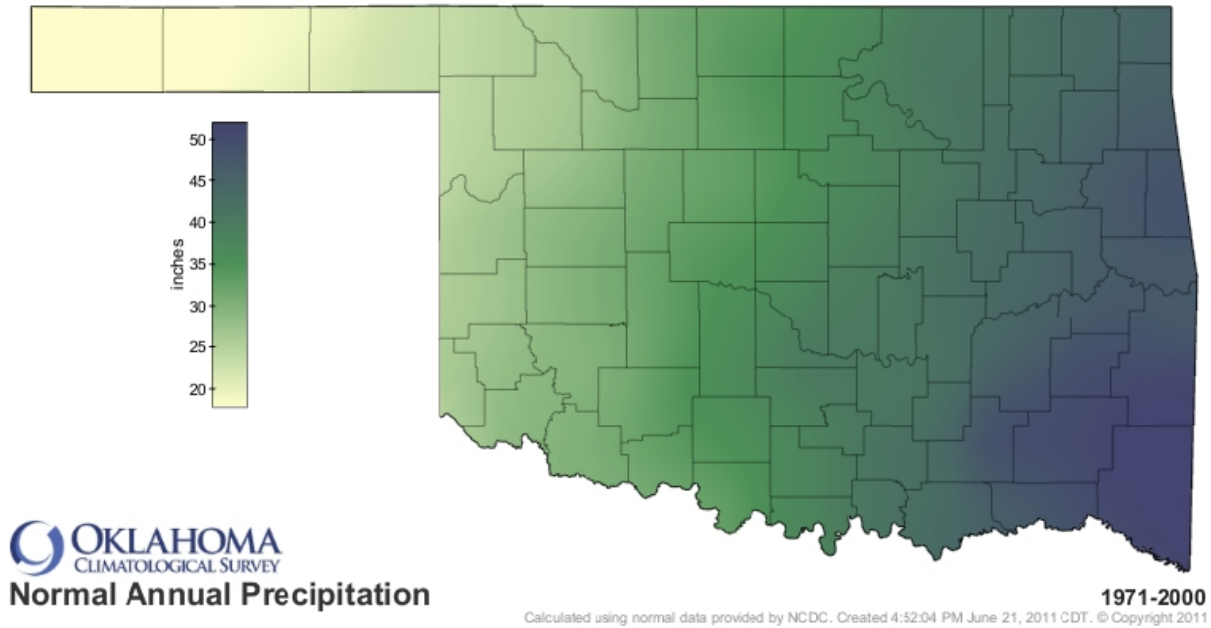 50
45
40
35
30
25
20
inches
OKLAHOMA
CLIMATOLOGICAL SURVEY
Normal Annual Precipitation
1971-2000
Calculated using normal data provided by NCDC. Created 4:52:04 PM June 21, 2011 CDT. © Copyright 2011